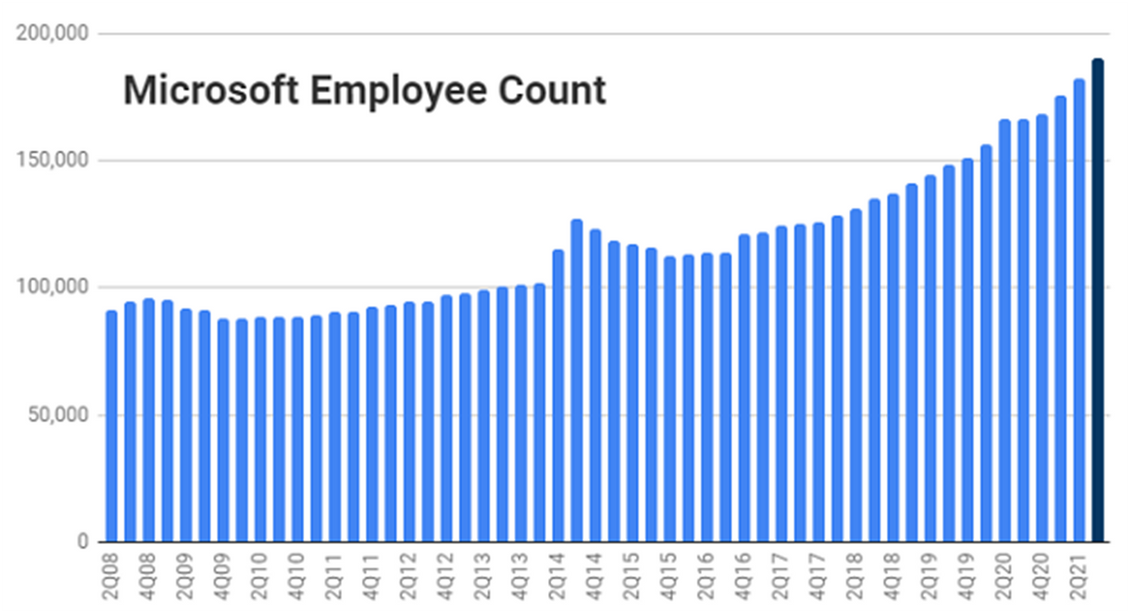 200,000
Microsoft Employee Count
150,000
100,000
50,000
0
2Q08
4Q08
2Q09
4Q09
2Q10
4Q10
2Q11
4Q11
2Q12
4Q12
2Q13
4Q13
2Q14
4Q14
2Q15
4Q15
2Q16
4Q16
2Q17
4Q17
2Q18
4Q18
2Q19
4Q19
2Q20
4Q20
2Q21